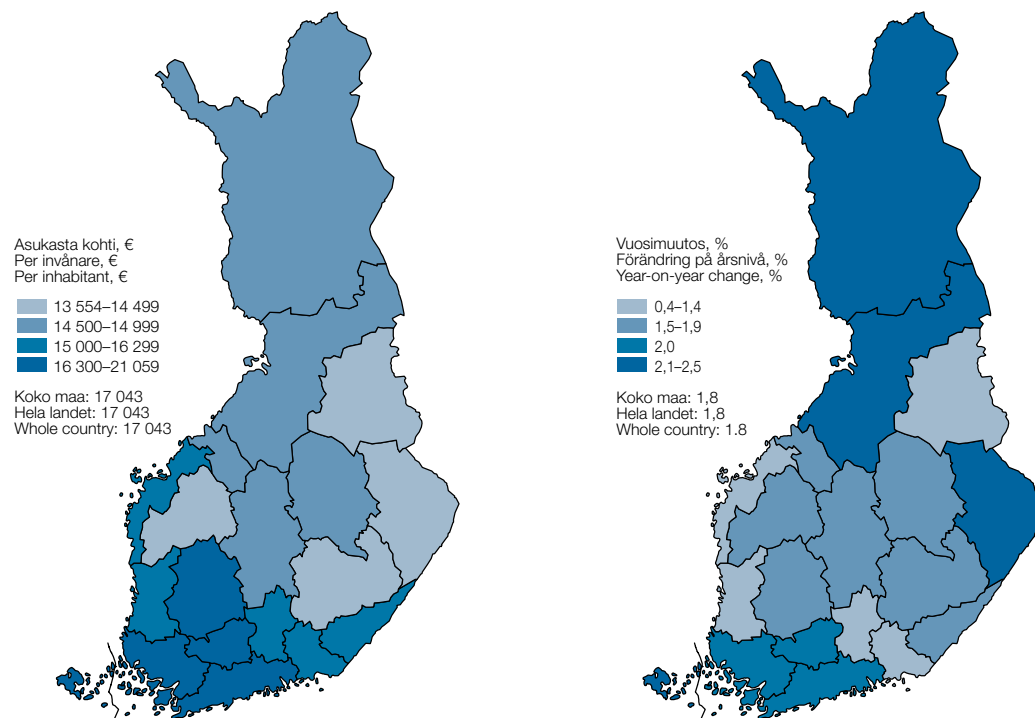 Asukasta kohti, €
Per invånare, €
Per inhabitant, €
13 554–14 499
14 500–14 999
15 000–16 299
16 300–21 059
Koko maa: 17 043
Hela landet: 17 043
Whole country: 17 043
Vuosimuutos, %
Förändring på årsnivå, %
Year-on-year change, %
0,4–1,4
1,5–1,9
2,0
2,1–2,5
Koko maa: 1,8
Hela landet: 1,8
Whole country: 1.8